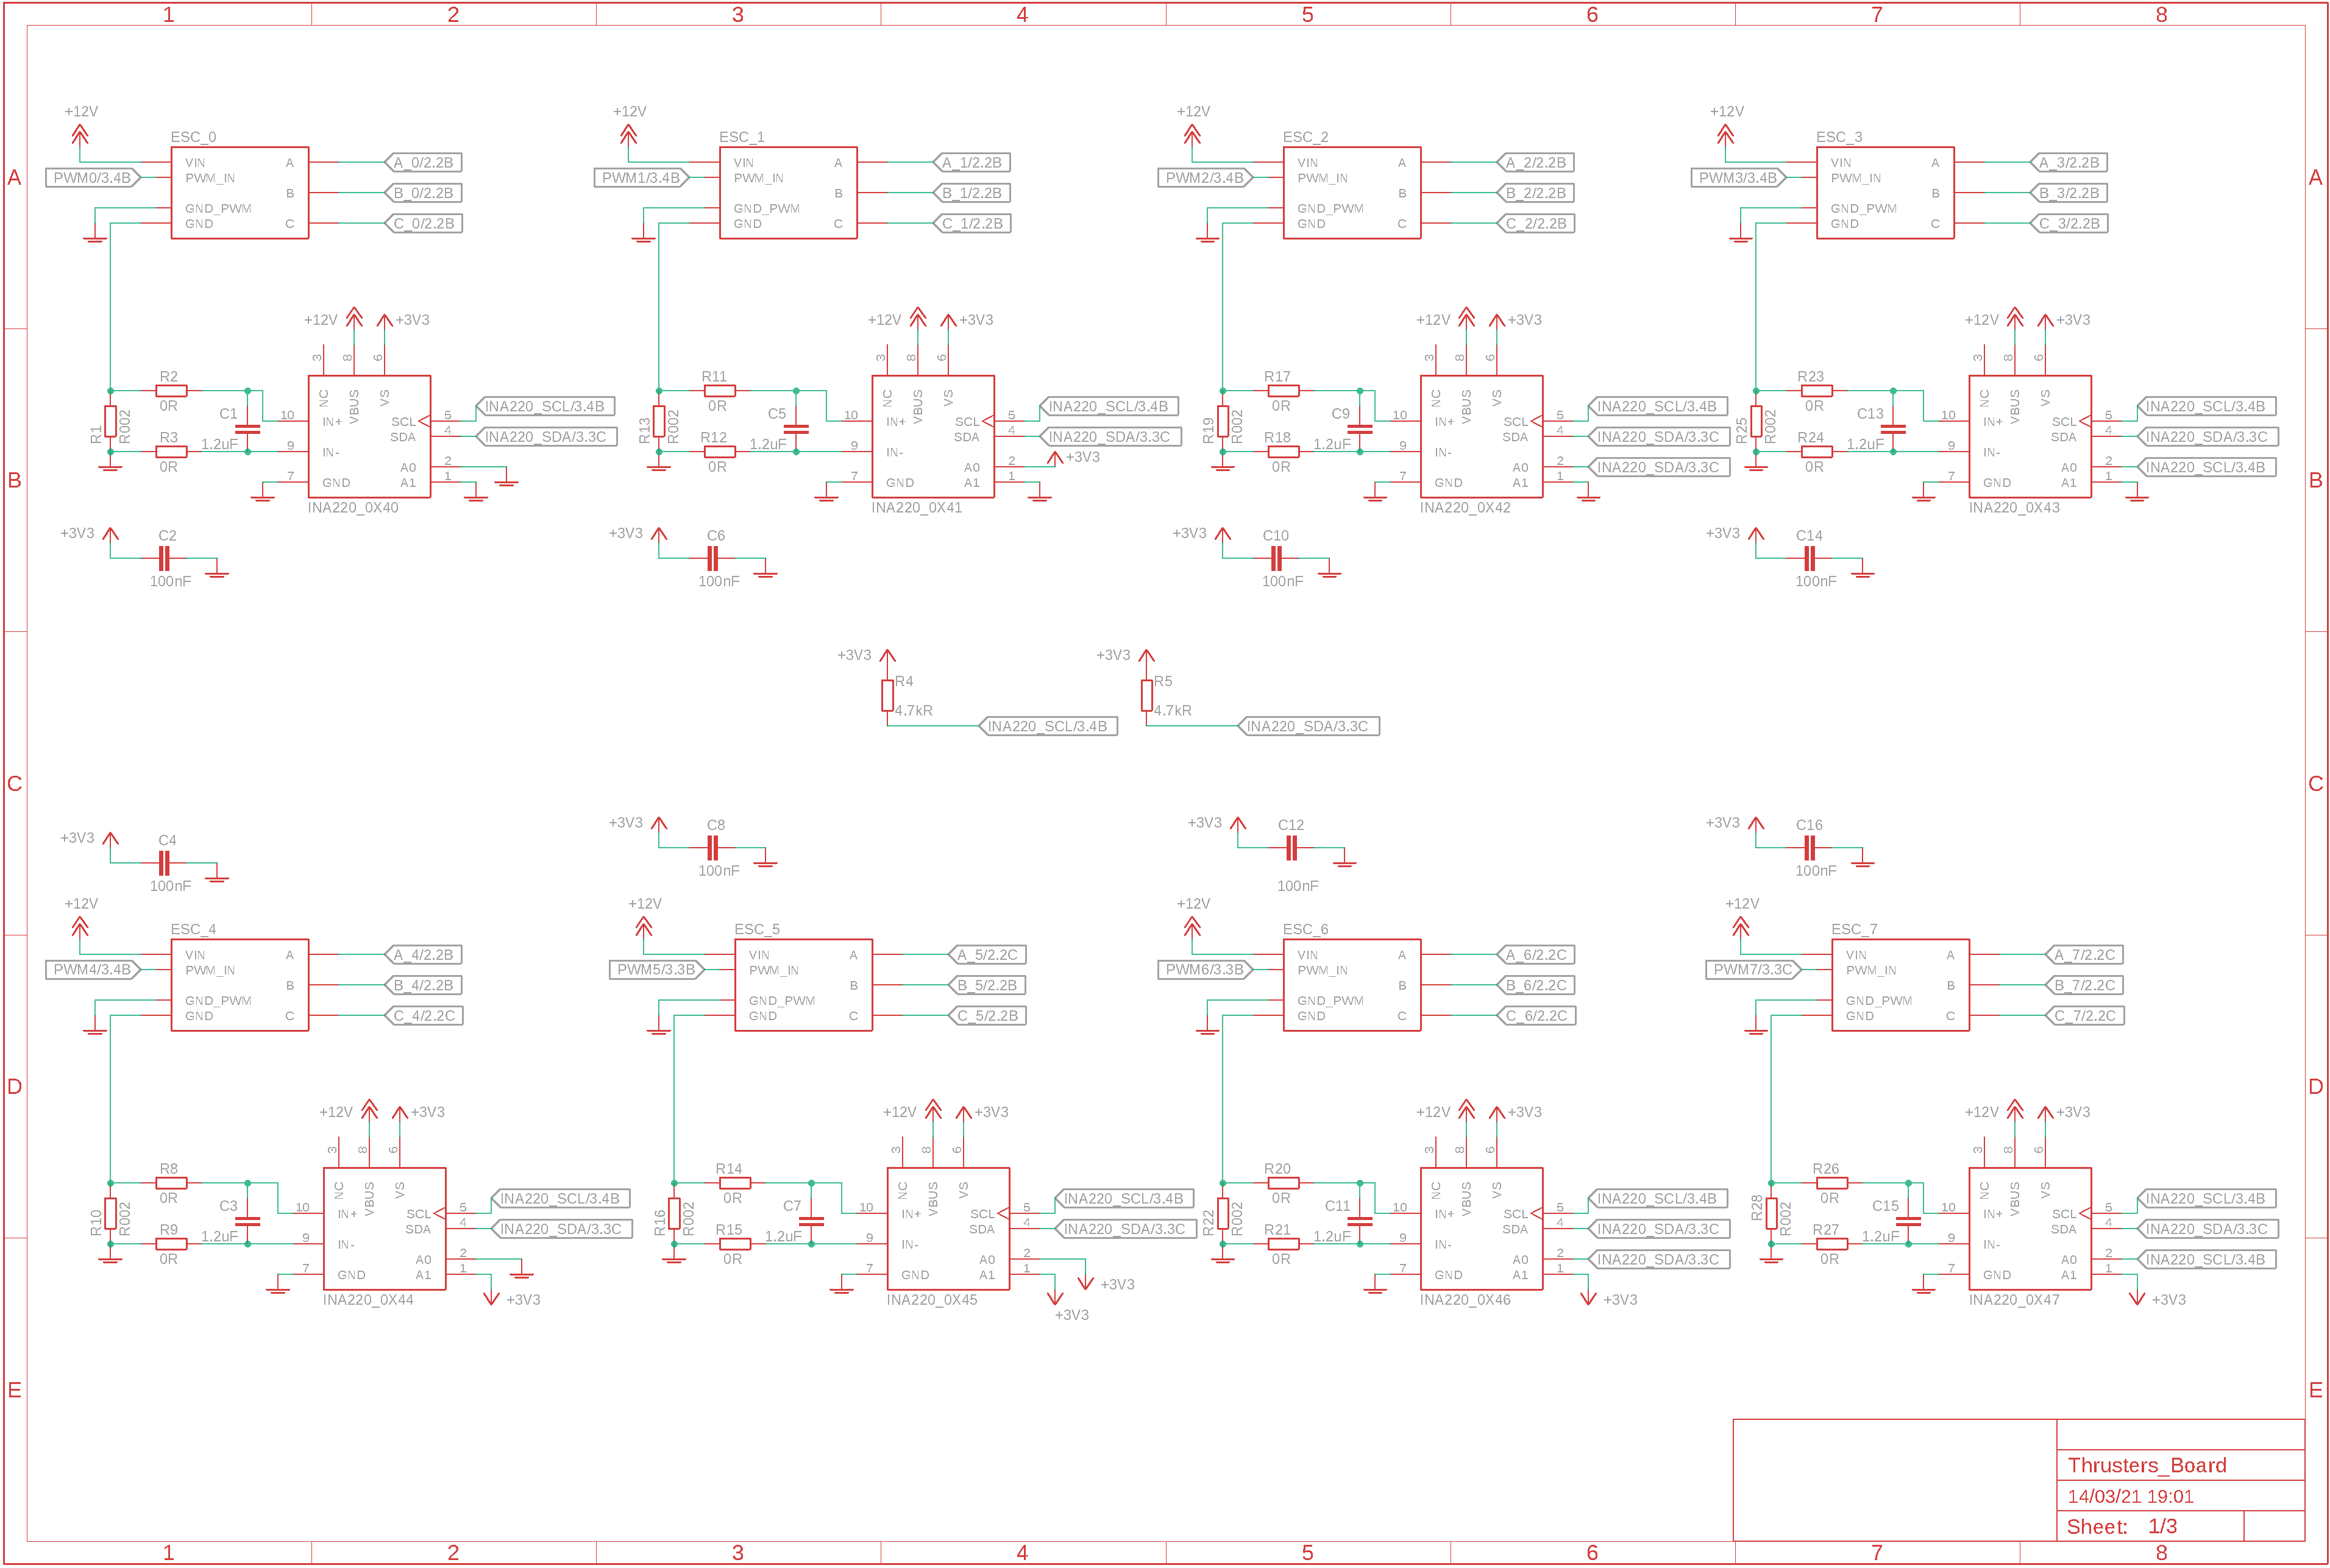 1 2 3 4 5 6 7 8
A A
+12V +12V +12V +12V
ESC_0 ESC_1 ESC_2 ESC_3
VIN A A_0/2.2B VIN A A_1/2.2B VIN A A_2/2.2B VIN A A_3/2.2B
PWM0/3.4B PWM_IN PWM1/3.4B PWM_IN PWM2/3.4B PWM_IN PWM3/3.4B PWM_IN
B B_0/2.2B B B_1/2.2B B B_2/2.2B B B_3/2.2B
GND_PWM GND_PWM GND_PWM GND_PWM
GND C C_0/2.2B GND C C_1/2.2B GND C C_2/2.2B GND C C_3/2.2B
+12V +3V3 +12V +3V3 +12V +3V3 +12V +3V3
3 8 6 3 8 6 3 8 6 3 8 6
R2 R11 R17 R23
NC VBUS VS NC VBUS VS NC VBUS VS NC VBUS VS
0R 0R 0R 0R
INA220_SCL/3.4B INA220_SCL/3.4B INA220_SCL/3.4B INA220_SCL/3.4B
R1 R002 C1 10 IN+ SCL 5 R13 R002 C5 10 IN+ SCL 5 R19 R002 C9 10 IN+ SCL 5 R25 R002 C13 10 IN+ SCL 5
R3 1.2uF SDA 4 INA220_SDA/3.3C R12 1.2uF SDA 4 INA220_SDA/3.3C R18 1.2uF SDA 4 INA220_SDA/3.3C R24 1.2uF SDA 4 INA220_SDA/3.3C
9 IN- 9 IN- +3V3 9 IN- 9 IN-
0R A0 2 0R A0 2 0R A0 2 INA220_SDA/3.3C 0R A0 2 INA220_SCL/3.4B
B B
7 GND A1 1 7 GND A1 1 7 GND A1 1 7 GND A1 1
INA220_0X40 INA220_0X41 INA220_0X42 INA220_0X43
+3V3 C2 +3V3 C6 +3V3 C10 +3V3 C14
100nF 100nF 100nF 100nF
+3V3 +3V3
R4 R5
4.7kR 4.7kR
INA220_SCL/3.4B INA220_SDA/3.3C
C C
+3V3 C4 +3V3 C8 +3V3 C12 +3V3 C16
100nF 100nF 100nF 100nF
+12V +12V +12V +12V
ESC_4 ESC_5 ESC_6 ESC_7
VIN A A_4/2.2B VIN A A_5/2.2C VIN A A_6/2.2C VIN A A_7/2.2C
PWM4/3.4B PWM_IN PWM5/3.3B PWM_IN PWM6/3.3B PWM_IN PWM7/3.3C PWM_IN
B B_4/2.2B B B_5/2.2B B B_6/2.2C B B_7/2.2C
GND_PWM GND_PWM GND_PWM GND_PWM
GND C C_4/2.2C GND C C_5/2.2B GND C C_6/2.2C GND C C_7/2.2C
D D
+12V +3V3 +12V +3V3 +12V +3V3 +12V +3V3
3 8 6 3 8 6 3 8 6 3 8 6
R8 R14 R20 R26
NC VBUS VS NC VBUS VS NC VBUS VS NC VBUS VS
0R 0R 0R 0R
INA220_SCL/3.4B INA220_SCL/3.4B INA220_SCL/3.4B INA220_SCL/3.4B
R10 R002 C3 10 IN+ SCL 5 R16 R002 C7 10 IN+ SCL 5 R22 R002 C11 10 IN+ SCL 5 R28 R002 C15 10 IN+ SCL 5
R9 1.2uF SDA 4 INA220_SDA/3.3C R15 1.2uF SDA 4 INA220_SDA/3.3C R21 1.2uF SDA 4 INA220_SDA/3.3C R27 1.2uF SDA 4 INA220_SDA/3.3C
9 IN- 9 IN- 9 IN- 9 IN-
0R A0 2 0R A0 2 0R A0 2 INA220_SDA/3.3C 0R A0 2 INA220_SCL/3.4B
7 GND A1 1 7 GND A1 1 +3V3 7 GND A1 1 7 GND A1 1
INA220_0X44 +3V3 INA220_0X45 INA220_0X46 +3V3 INA220_0X47 +3V3
+3V3
E E
Thrusters_Board
14/03/21 19:01
Sheet: 1/3
1 2 3 4 5 6 7 8